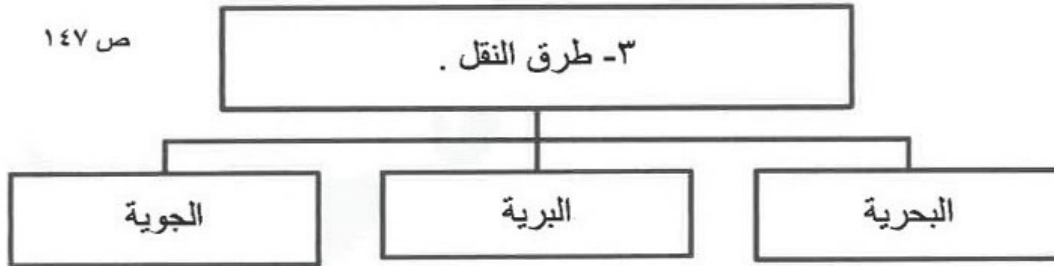 ص ١٤٧
٣- طرق النقل .
البحرية
البرية
الجوية